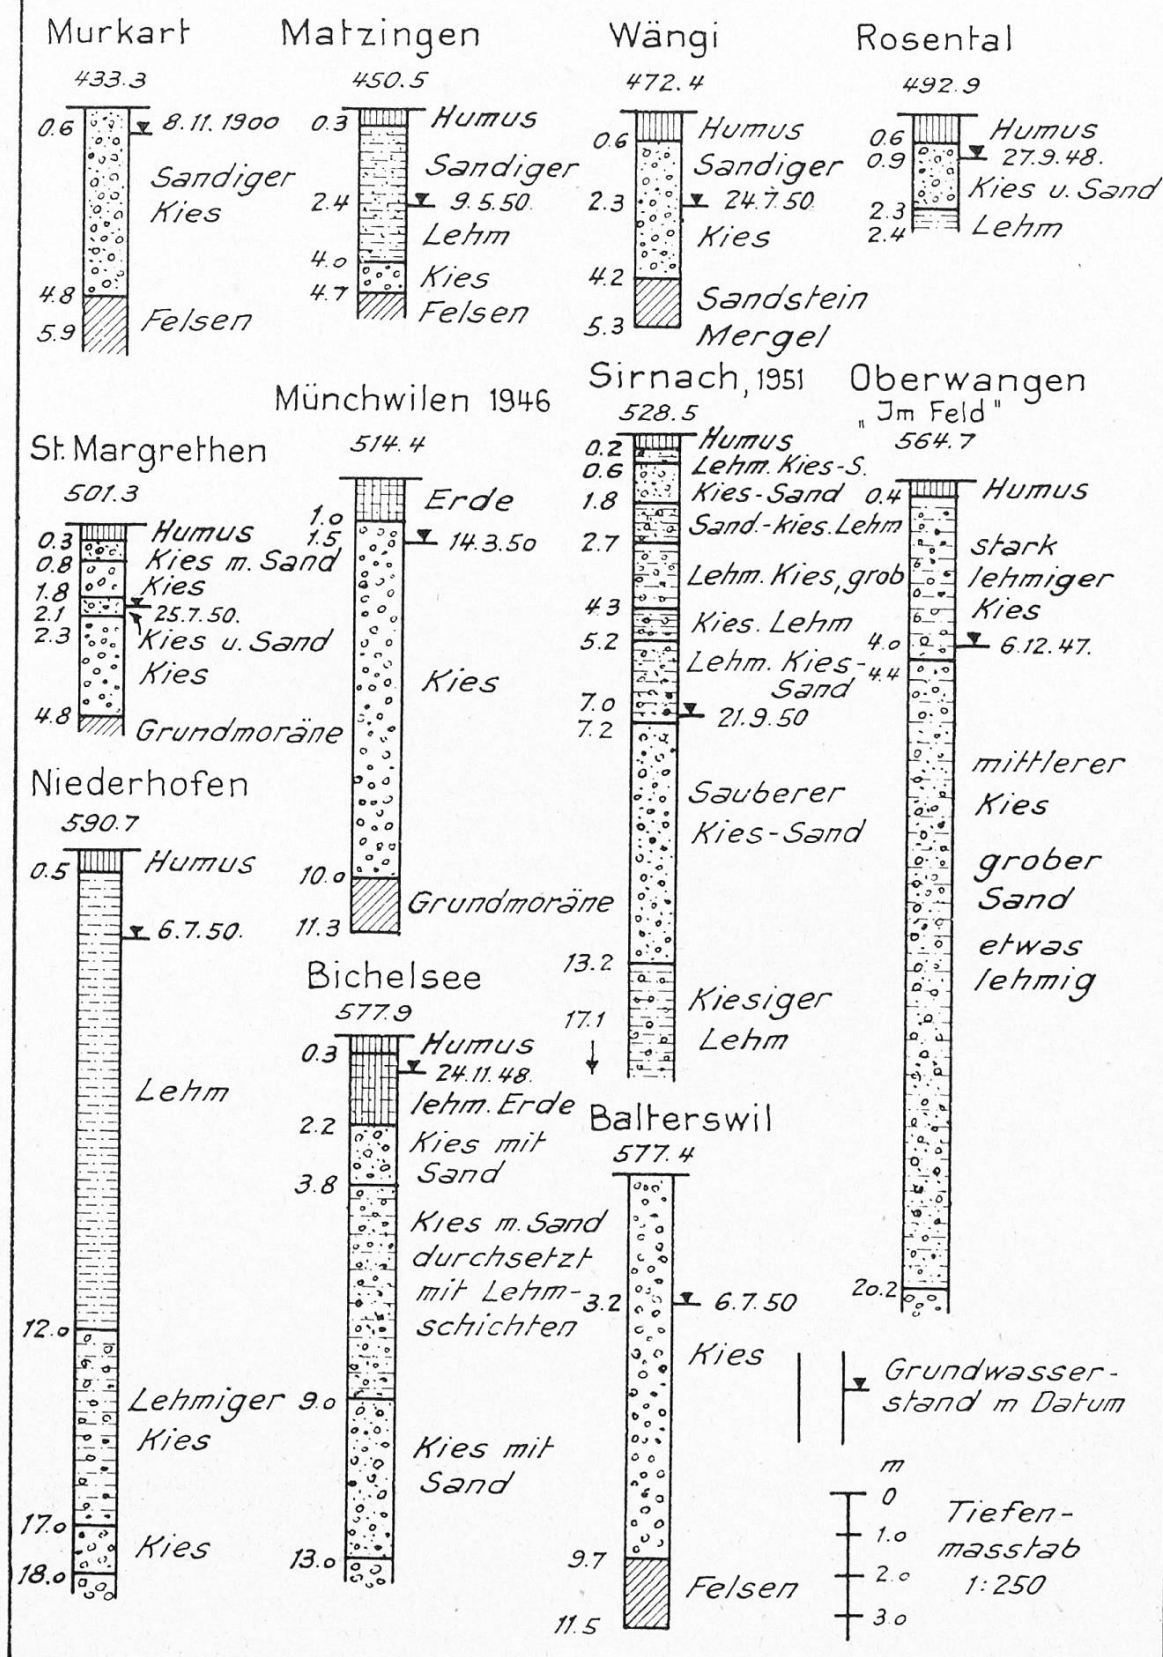 Murkart
433.3
0.6
8.11.1900
Sandiger
Kies
4.8
5.9
Felsen
Matzingen
450.5
0.3
Humus
Sandiger
2.4
9.5.50.
Lehm
4.0
Kies
4.7
Felsen
Wängi
472.4
0.6
Humus
Sandiger
2.3
24.7.50.
Kies
4.2
Sandstein
5.3
Mergel
Rosental
492.9
0.6
Humus
0.9
27.9.48.
Kies u. Sand
2.3
2.4
Lehm
St. Margrethen
501.3
0.3
Humus
0.8
Kies m. Sand
Kies
1.8
2.1
25.7.50.
2.3
Kies u. Sand
Kies
4.8
Grundmoräne
Münchwilen 1946
514.4
Erde
1.0
1.5
14.3.50
Kies
10.0
Grundmoräne
11.3
Sirnach, 1951
528.5
0.2
Humus
0.6
Lehm. Kies-S.
1.8
Kies-Sand
Sand.-kies. Lehm
2.7
Lehm. Kies, grob
4.3
Kies. Lehm
5.2
Lehm. Kies-
Sand
7.0
21.9.50
7.2
Sauberer
Kies-Sand
13.2
Kiesiger
17.1
Lehm
Oberwangen
"Im Feld"
564.7
0.4
Humus
stark
lehmiger
Kies
4.0
6.12.47.
4.4
mittlerer
Kies
grober
Sand
etwas
lehmig
20.2
Niederhofen
590.7
0.5
Humus
6.7.50.
Lehm
12.0
Lehmiger
Kies
17.0
Kies
18.0
Bichelsee
577.9
0.3
Humus
24.11.48.
lehm. Erde
2.2
Kies mit
Sand
3.8
Kies m. Sand
durchsetzt
mit Lehm-
schichten
9.0
Kies mit
Sand
13.0
Balterswil
577.4
3.2
6.7.50
Kies
9.7
Felsen
11.5
Grundwasser-
stand m Datum
m
0
1.0
2.0
3.0
Tiefen-
masstab
1:250